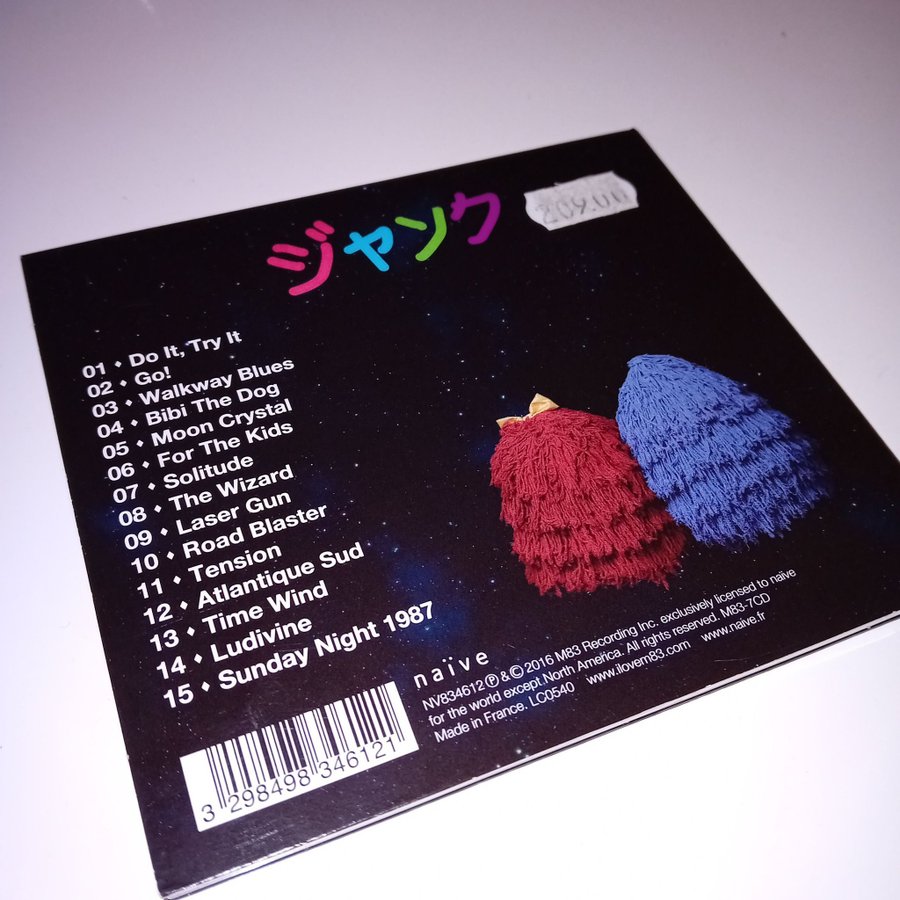 ジャンク
209.00
01 ♦ Do It, Try It
02 ♦ Go!
03 ♦ Walkway Blues
04 ♦ Bibi The Dog
05 ♦ Moon Crystal
06 ♦ For The Kids
07 ♦ Solitude
08 ♦ The Wizard
09 ♦ Laser Gun
10 ♦ Road Blaster
11 ♦ Tension
12 ♦ Atlantique Sud
13 ♦ Time Wind
14 ♦ Ludivine
15 ♦ Sunday Night 1987
naïve
NV834612 Ⓟ & © 2016 M83 Recording Inc. exclusively licensed to naïve
for the world except North America. All rights reserved. M83-7CD
Made in France. LC0540 www.ilovem83.com www.naive.fr
3 298498 346121